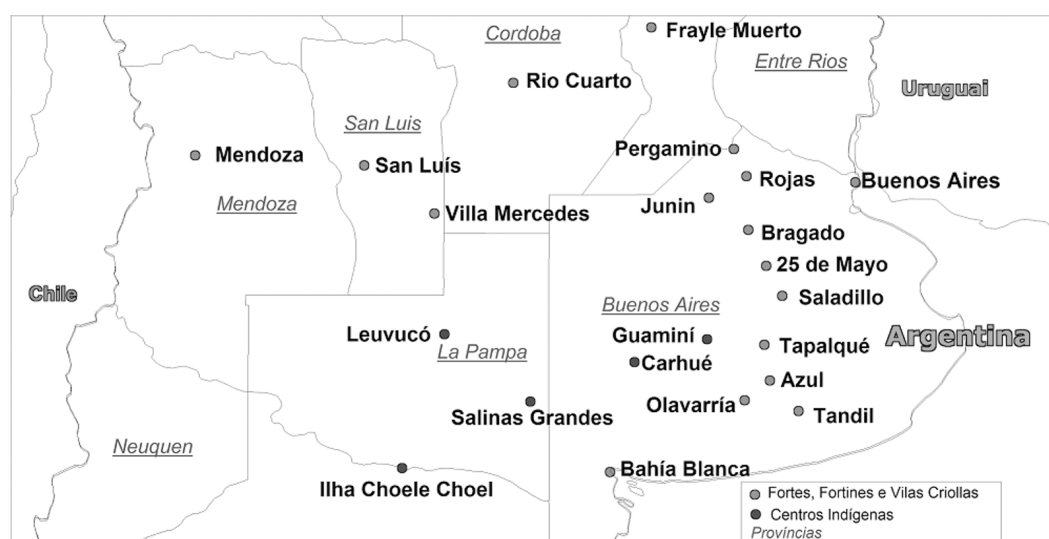 Cordoba
Frayle Muerto
Entre Rios
Rio Cuarto
Uruguai
San Luis
Pergamino
Mendoza
San Luís
Rojas
Buenos Aires
Mendoza
Junin
Villa Mercedes
Bragado
25 de Mayo
Chile
Saladillo
Buenos Aires
Leuvucó
Guaminí
Argentina
La Pampa
Carhué
Tapalqué
Azul
Salinas Grandes
Olavarría
Tandil
Neuquen
Bahía Blanca
Ilha Choele Choel
Fortes, Fortines e Vilas Criollas
Centros Indígenas
Províncias